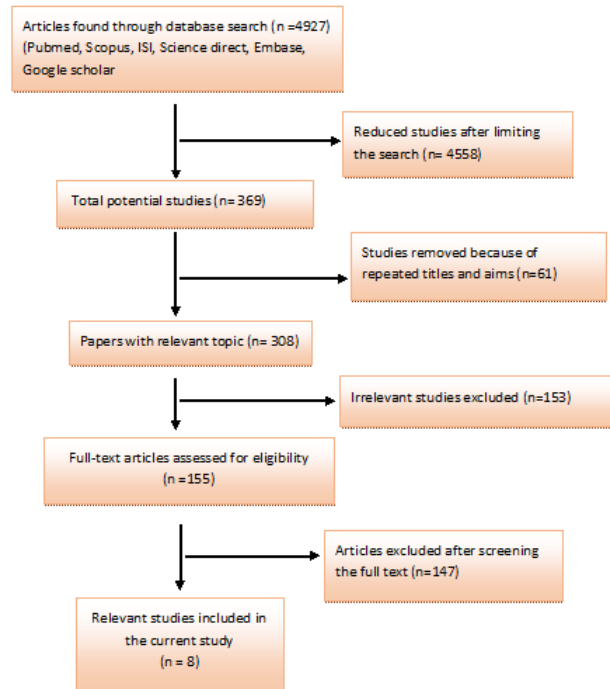 Articles found through database search (n =4927)
(Pubmed, Scopus, ISI, Science direct, Embase,
Google scholar
Reduced studies after limiting
the search (n= 4558)
Total potential studies (n= 369)
Studies removed because of
repeated titles and aims (n=61)
Papers with relevant topic (n= 308)
Irrelevant studies excluded (n=153)
Full-text articles assessed for eligibility
(n =155)
Articles excluded after screening
the full text (n=147)
Relevant studies included in
the current study
(n = 8)